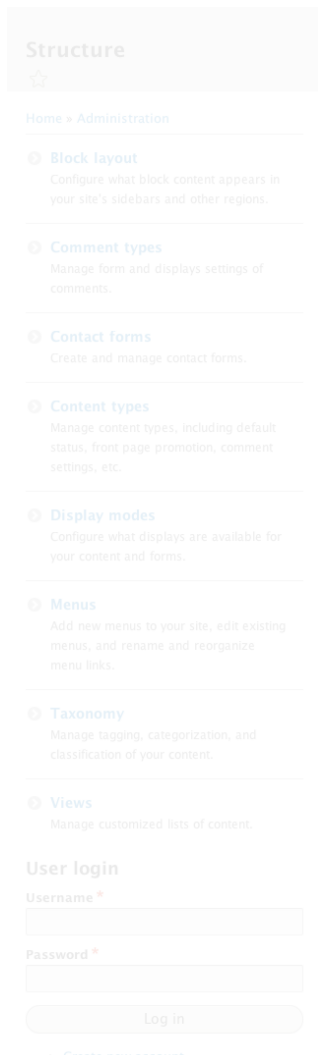 Structure
Home » Administration
Block layout
Configure what block content appears in
your site's sidebars and other regions.
Comment types
Manage form and displays settings of
comments.
Contact forms
Create and manage contact forms.
Content types
Manage content types, including default
status, front page promotion, comment
settings, etc.
Display modes
Configure what displays are available for
your content and forms.
Menus
Add new menus to your site, edit existing
menus, and rename and reorganize
menu links.
Taxonomy
Manage tagging, categorization, and
classification of your content.
Views
Manage customized lists of content.
User login
Username *
Password *
Log in
Create new account